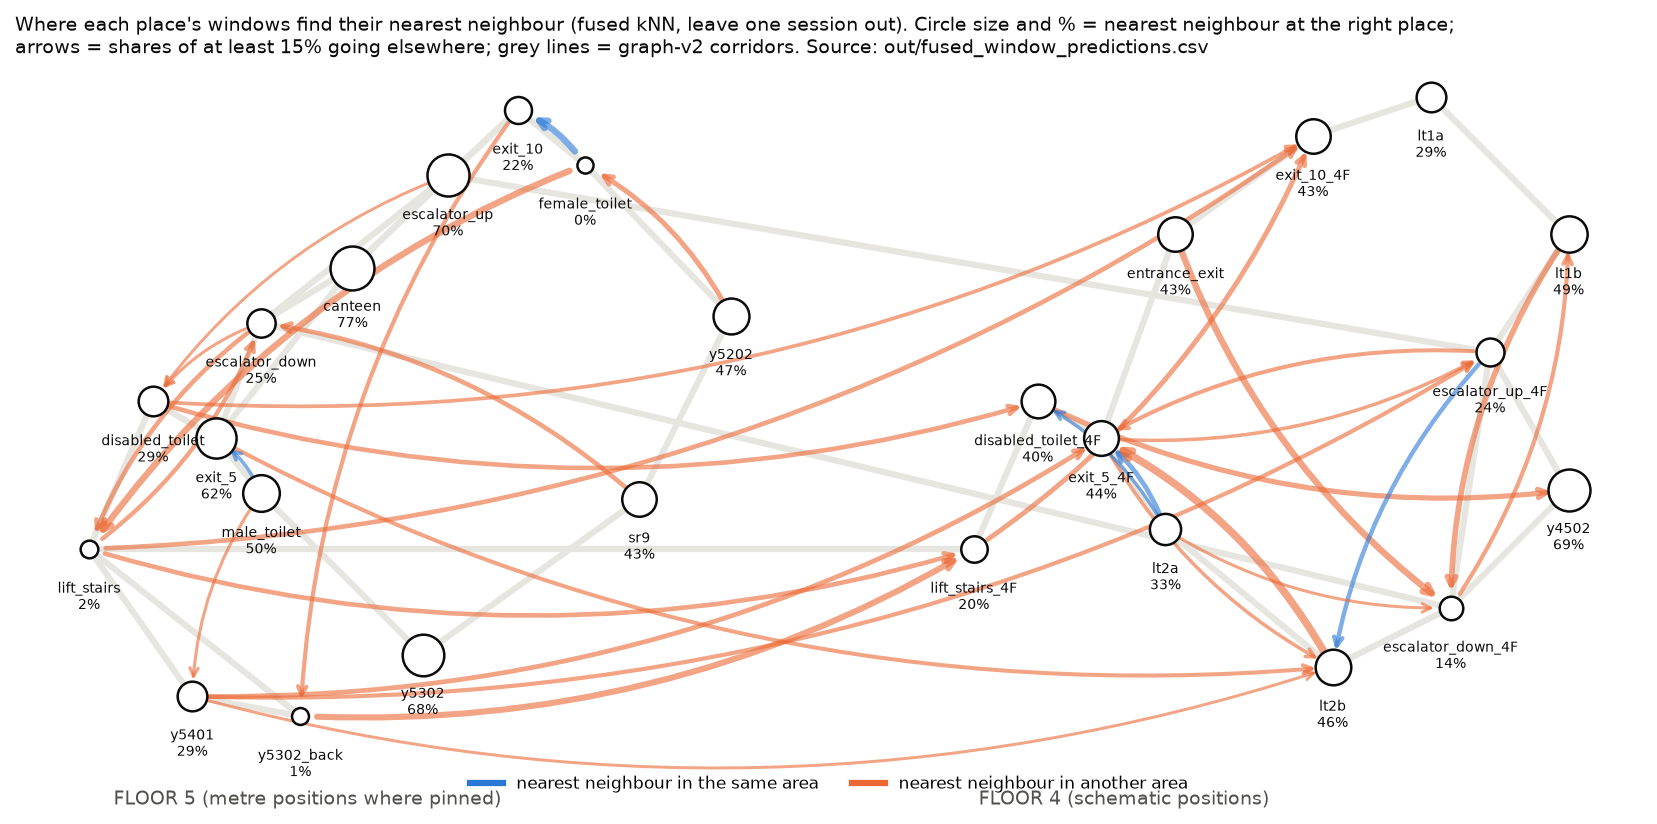 Where each place's windows find their nearest neighbour (fused kNN, leave one session out). Circle size and % = nearest neighbour at the right place;
arrows = shares of at least 15% going elsewhere; grey lines = graph-v2 corridors. Source: out/fused_window_predictions.csv
exit_10
22%
female_toilet
0%
escalator_up
70%
canteen
77%
escalator_down
25%
y5202
47%
disabled_toilet
29%
exit_5
62%
male_toilet
50%
sr9
43%
lift_stairs
2%
y5302
68%
y5401
29%
y5302_back
1%
lt1a
29%
exit_10_4F
43%
entrance_exit
43%
lt1b
49%
escalator_up_4F
24%
disabled_toilet_4F
40%
exit_5_4F
44%
y4502
69%
lt2a
33%
lift_stairs_4F
20%
escalator_down_4F
14%
lt2b
46%
nearest neighbour in the same area
nearest neighbour in another area
FLOOR 5 (metre positions where pinned)
FLOOR 4 (schematic positions)